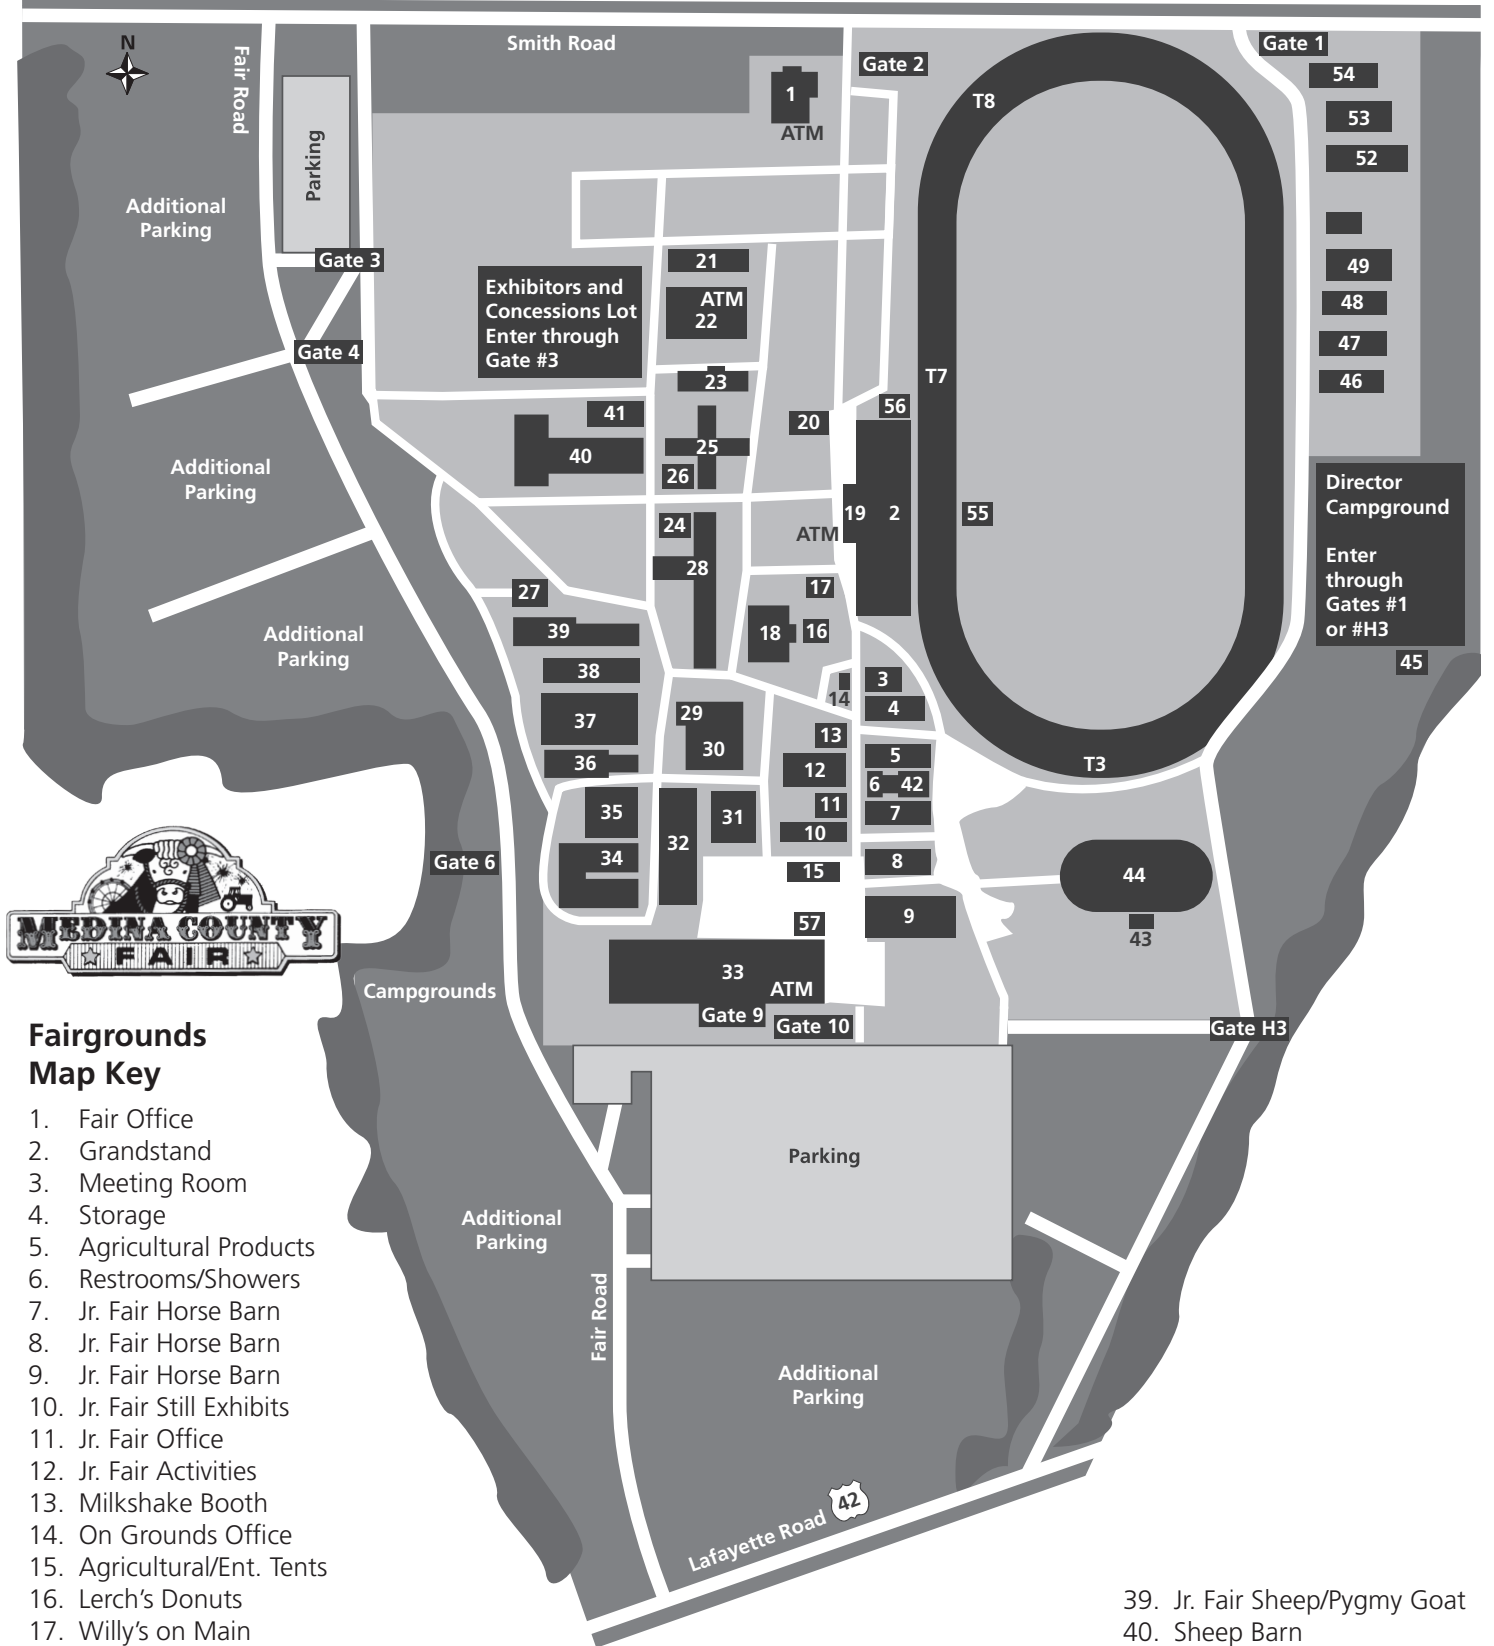 Smith Road
N
Fair Road
Gate 1
Gate 2
54
1
ATM
T8
53
Parking
52
Additional
Parking
Gate 3
21
49
Exhibitors and
Concessions Lot
Enter through
Gate #3
ATM
22
48
47
Gate 4
23
T7
46
41
20
56
40
25
26
Additional
Parking
Director
Campground
Enter
through
Gates #1
or #H3
24
ATM
19
2
55
28
27
17
39
18
16
Additional
Parking
45
38
3
14
4
37
29
30
13
5
36
12
6
42
T3
35
31
11
7
32
10
34
15
8
Gate 6
44
9
57
43
MEDINA COUNTY
FAIR
33
ATM
Campgrounds
Gate 9
Gate 10
Gate H3
Parking
Additional
Parking
Fair Road
Additional
Parking
Lafayette Road
42
Fairgrounds
Map Key
1. Fair Office
2. Grandstand
3. Meeting Room
4. Storage
5. Agricultural Products
6. Restrooms/Showers
7. Jr. Fair Horse Barn
8. Jr. Fair Horse Barn
9. Jr. Fair Horse Barn
10. Jr. Fair Still Exhibits
11. Jr. Fair Office
12. Jr. Fair Activities
13. Milkshake Booth
14. On Grounds Office
15. Agricultural/Ent. Tents
16. Lerch’s Donuts
17. Willy’s on Main
39. Jr. Fair Sheep/Pygmy Goat
40. Sheep Barn